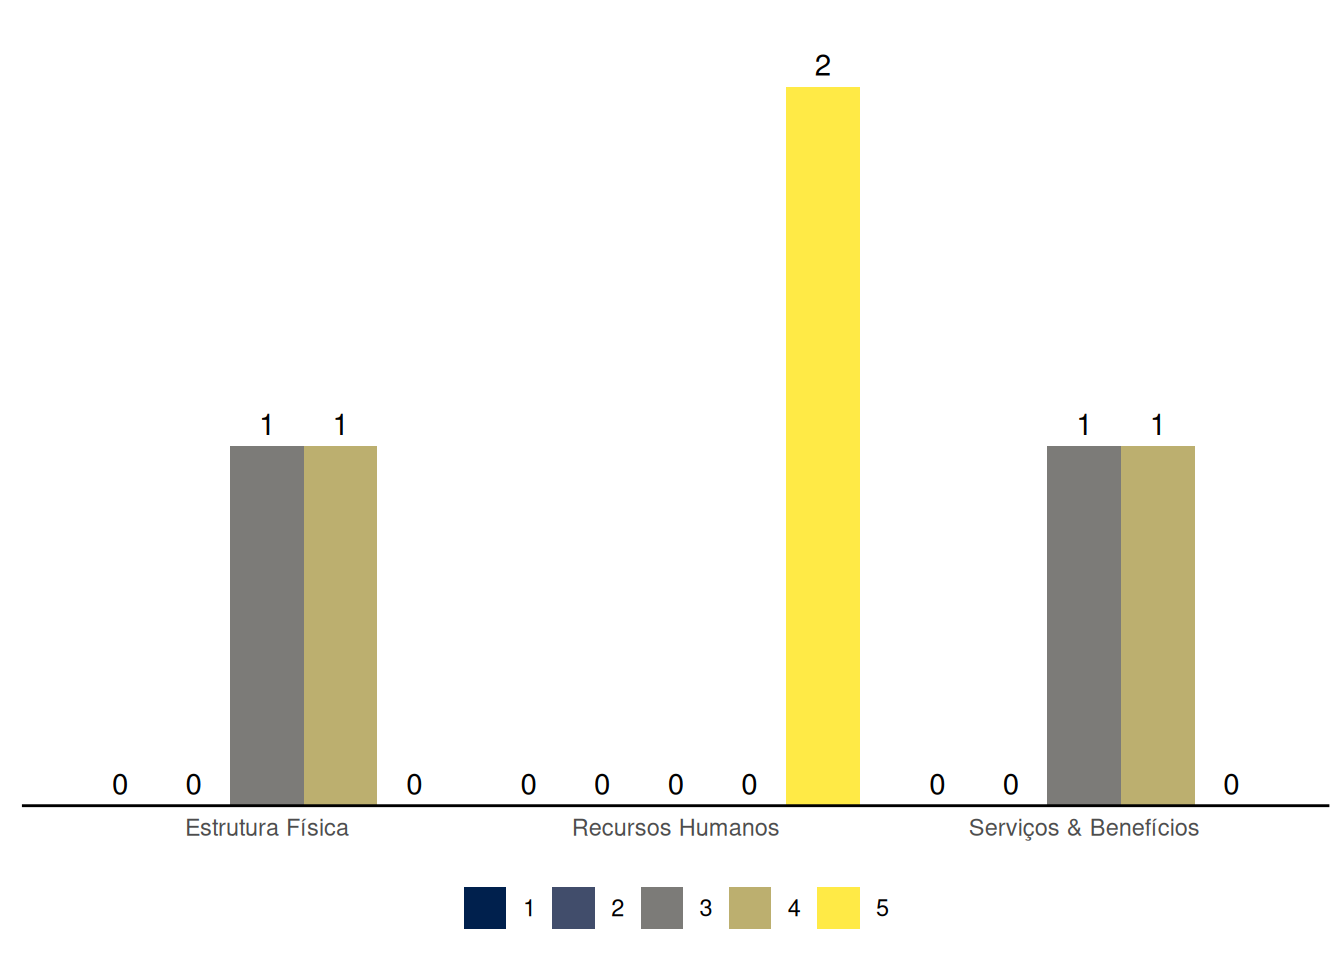 2
1 1 1 1
0 0 0 0 0 0 0 0 0 0
Estrutura Física Recursos Humanos Serviços & Benefícios
1 2 3 4 5